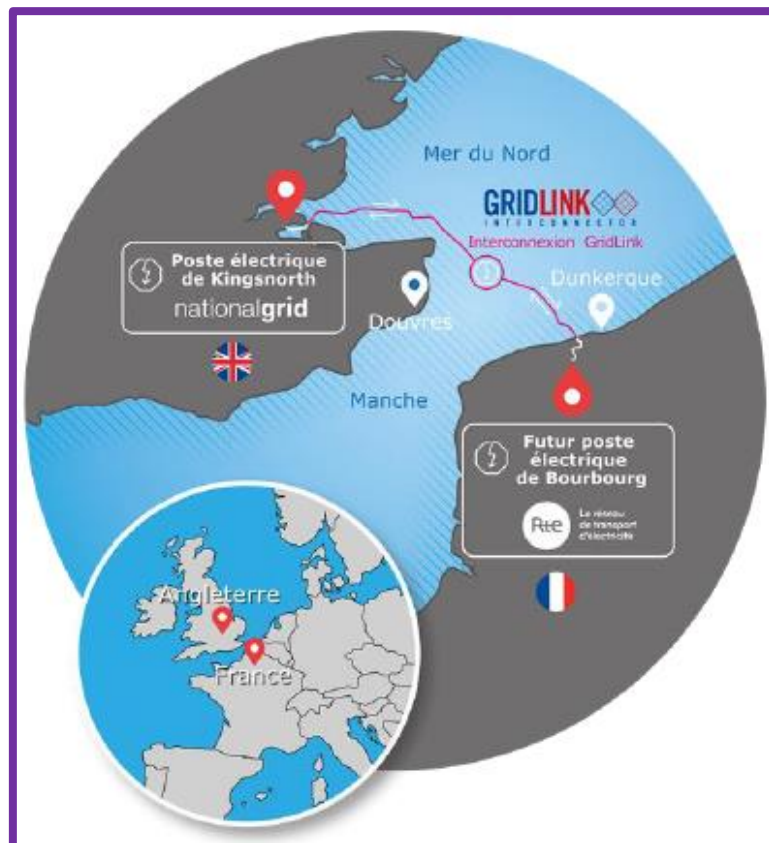 Mer du Nord
GRIDLINK
INTERCONNECTOR
Interconnexion GridLink
Poste électrique
de Kingsnorth
nationalgrid
Dunkerque
Douvres
Manche
Futur poste
électrique
de Bourbourg
Rte
Le réseau
de transport
d'électricité
Angleterre
France